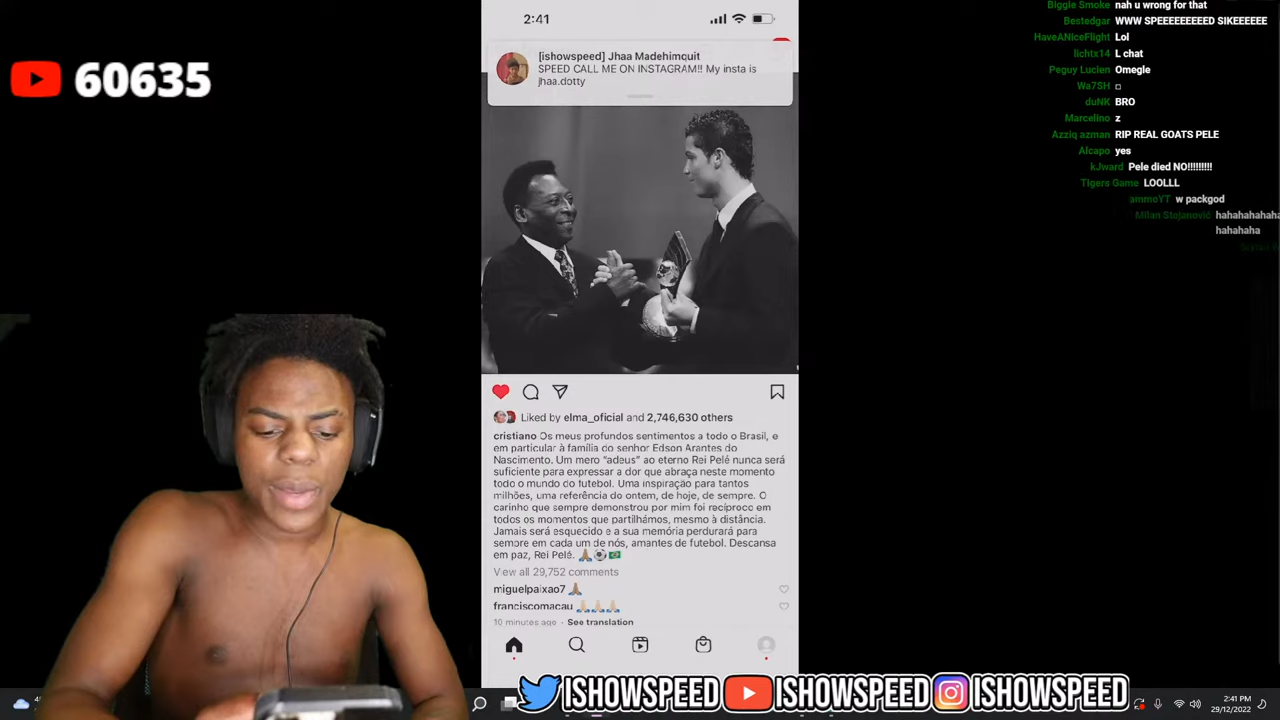 60635
2:41
[ishowspeed] Jhaa Madehimquit
SPEED CALL ME ON INSTAGRAM!! My insta is
jhaa.dotty
Liked by elma_oficial and 2,746,630 others
cristiano Os meus profundos sentimentos a todo o Brasil, e
em particular à família do senhor Edson Arantes do
Nascimento. Um mero “adeus” ao eterno Rei Pelé nunca será
suficiente para expressar a dor que abraça neste momento
todo o mundo do futebol. Uma inspiração para tantos
milhões, uma referência do ontem, de hoje, de sempre. O
carinho que sempre demonstrou por mim foi recíproco em
todos os momentos que partilhámos, mesmo à distância.
Jamais será esquecido e a sua memória perdurará para
sempre em cada um de nós, amantes de futebol. Descansa
em paz, Rei Pelé. 🙏🏽⚽🇧🇷
View all 29,752 comments
miguelpaixao7 🙏🏽
franciscomacau 🙏🏼🙏🏼🙏🏼
10 minutes ago · See translation
Biggie Smoke nah u wrong for that
Bestedgar WWW SPEEEEEEEEED SIKEEEEEE
HaveANiceFlight Lol
lichtx14 L chat
Peguy Lucien Omegle
Wa7SH □
duNK BRO
Marcelino z
Azziq azman RIP REAL GOATS PELE
Alcapo yes
kJward Pele died NO!!!!!!!!!
Tigers Game LOOLLL
ammoYT w packgod
Milan Stojanović hahahahahaha
hahahaha
ISHOWSPEED ISHOWSPEED ISHOWSPEED
2:41 PM
29/12/2022